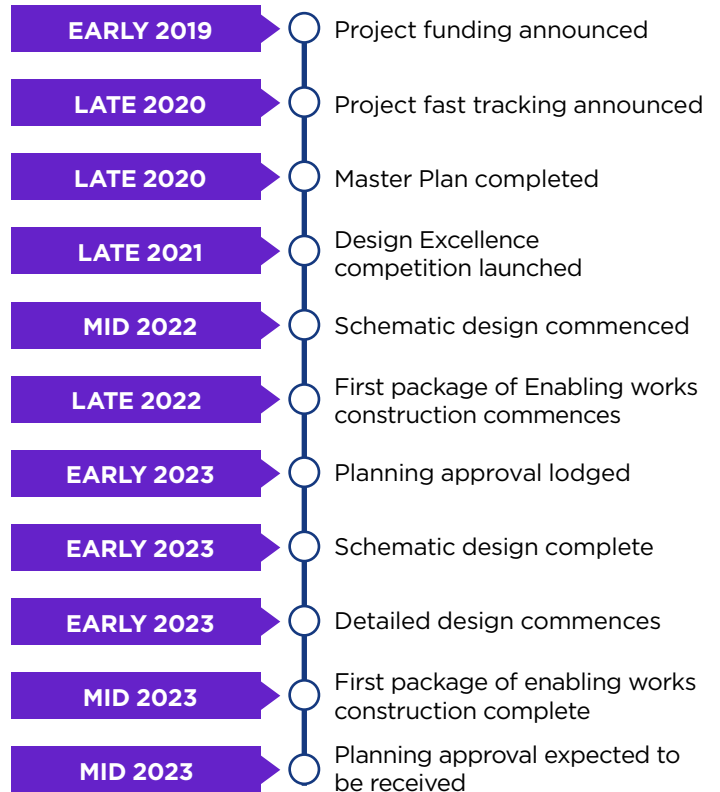 EARLY 2019
Project funding announced
LATE 2020
Project fast tracking announced
LATE 2020
Master Plan completed
LATE 2021
Design Excellence
competition launched
MID 2022
Schematic design commenced
LATE 2022
First package of Enabling works
construction commences
EARLY 2023
Planning approval lodged
EARLY 2023
Schematic design complete
EARLY 2023
Detailed design commences
MID 2023
First package of enabling works
construction complete
MID 2023
Planning approval expected to
be received